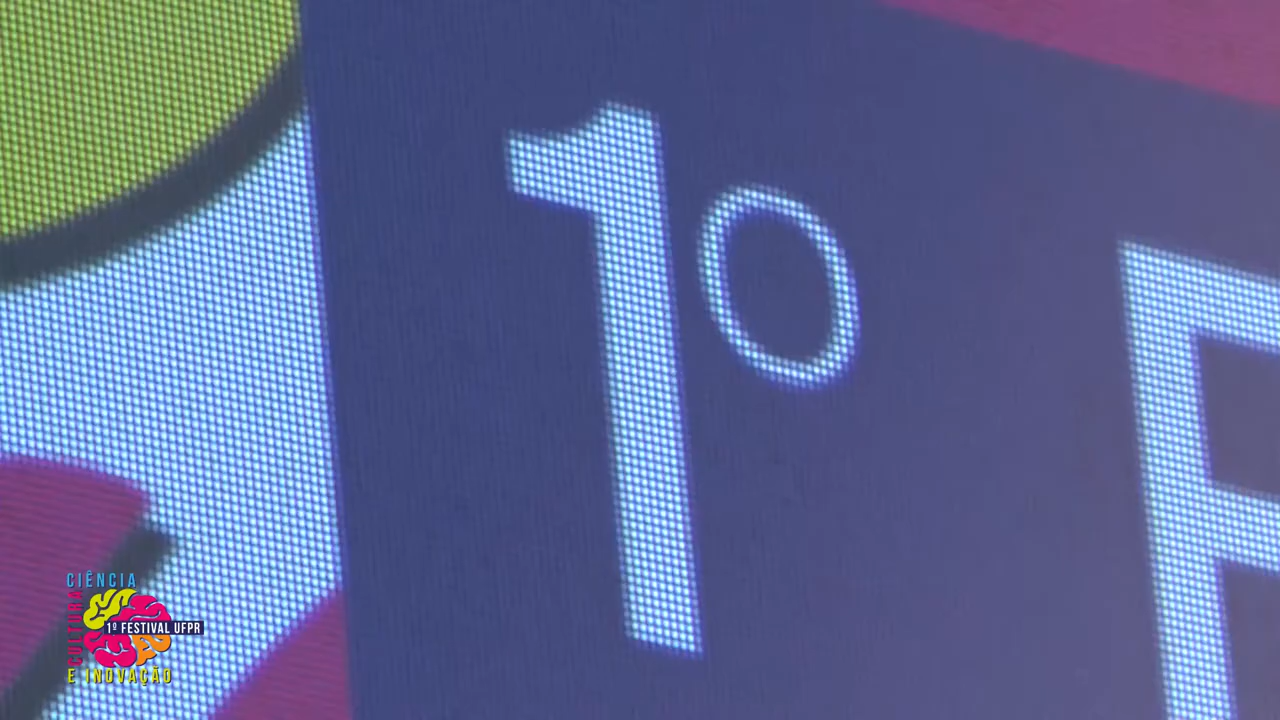 1º F
CIÊNCIA
CULTURA
1º FESTIVAL UFPR
E INOVAÇÃO